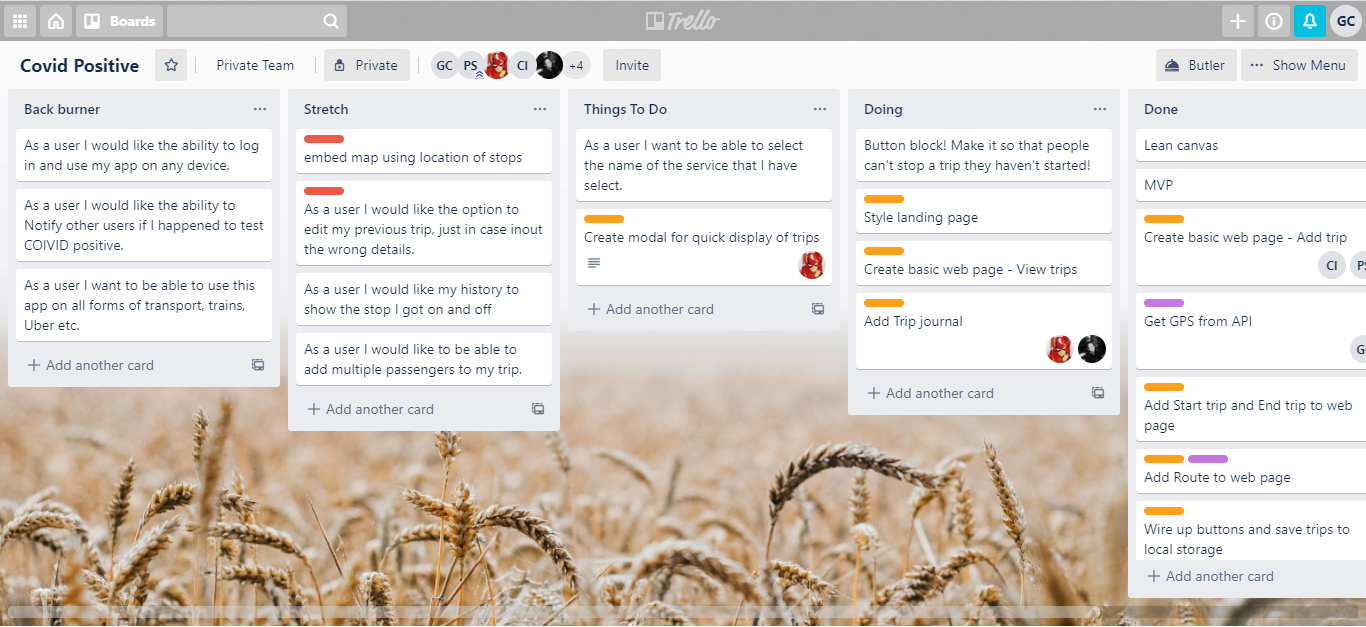 Boards
Trello
GC
Covid Positive
Private Team
Private
GC
PS
CI
+4
Invite
Butler
Show Menu
Back burner
As a user I would like the ability to log
in and use my app on any device.
As a user I would like the ability to
Notify other users if I happened to test
COIVID positive.
As a user I want to be able to use this
app on all forms of transport, trains,
Uber etc.
+ Add another card
Stretch
embed map using location of stops
As a user I would like the option to
edit my previous trip, just in case inout
the wrong details.
As a user I would like my history to
show the stop I got on and off
As a user I would like to be able to
add multiple passengers to my trip.
+ Add another card
Things To Do
As a user I want to be able to select
the name of the service that I have
select.
Create modal for quick display of trips
+ Add another card
Doing
Button block! Make it so that people
can't stop a trip they haven't started!
Style landing page
Create basic web page - View trips
Add Trip journal
+ Add another card
Done
Lean canvas
MVP
Create basic web page - Add trip
CI
PS
Get GPS from API
G
Add Start trip and End trip to web
page
Add Route to web page
Wire up buttons and save trips to
local storage
+ Add another card